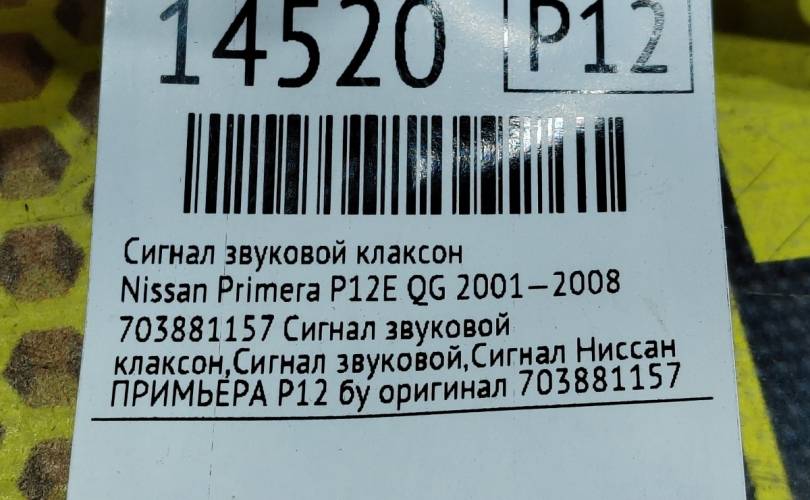 14520 P12
Сигнал звуковой клаксон
Nissan Primera P12E QG 2001—2008
703881157 Сигнал звуковой
клаксон,Сигнал звуковой,Сигнал Ниссан
ПРИМЬЕРА Р12 бу оригинал 703881157